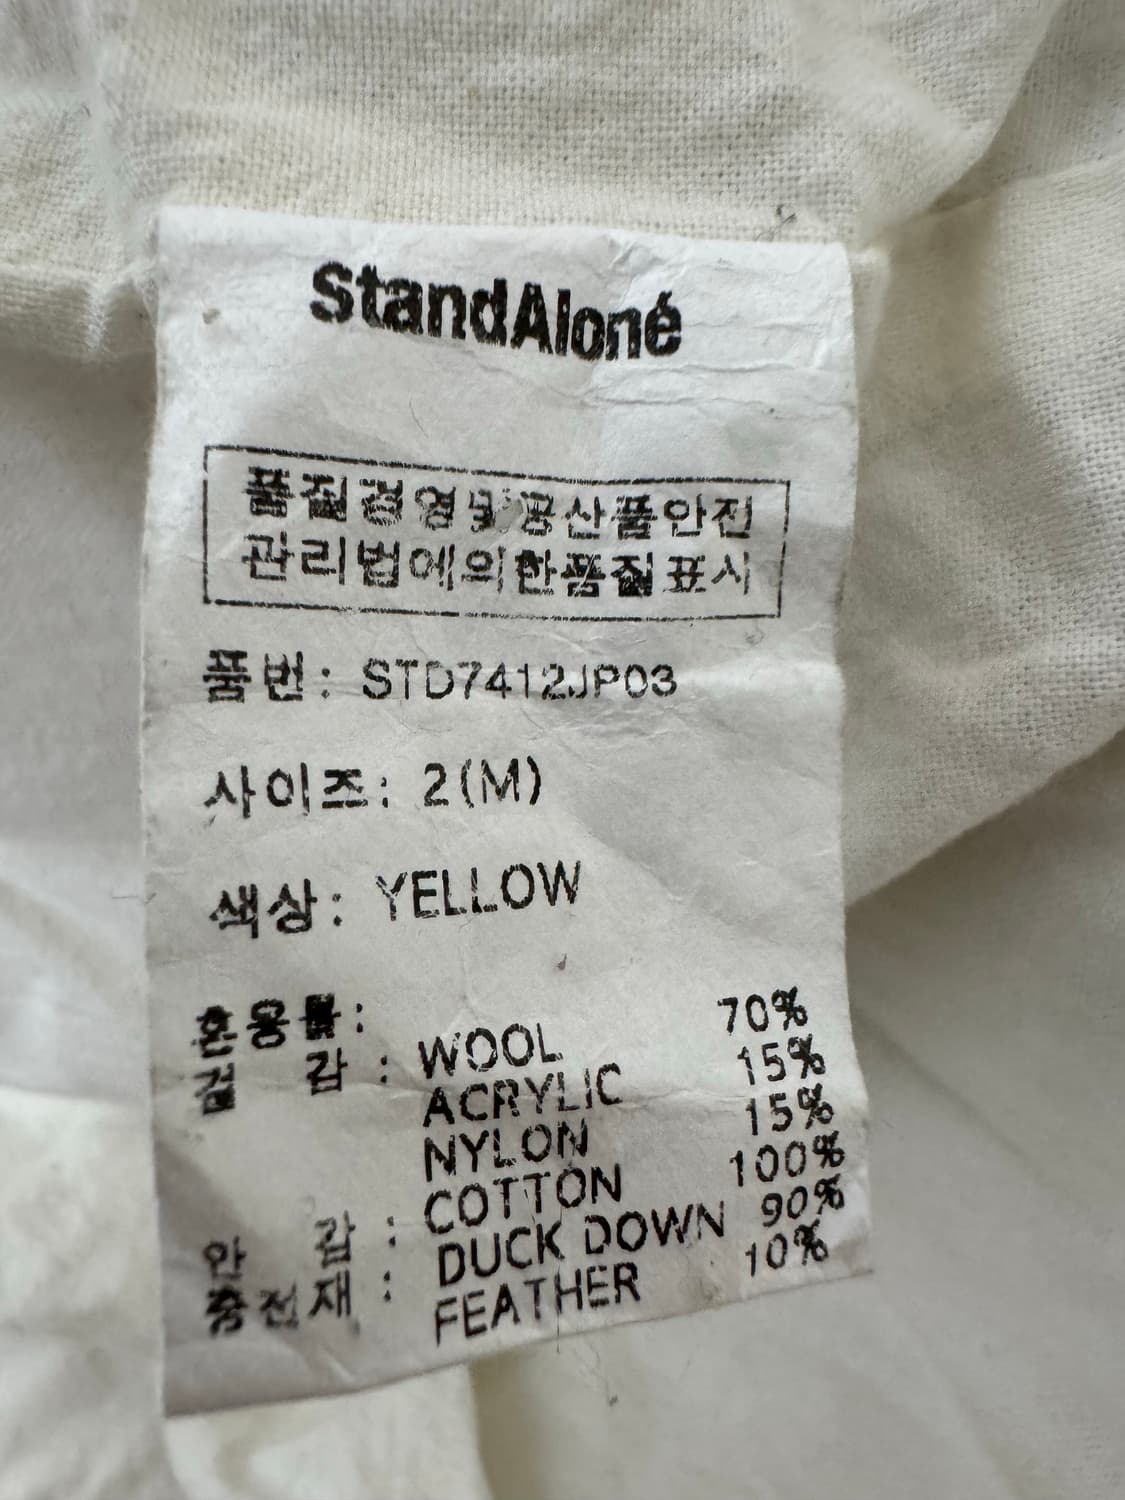 StandAloné
품질경영및공산품안전
관리법에의한품질표시
품번: STD7412JP03
사이즈: 2(M)
색상: YELLOW
혼용률:
겉 감 : WOOL 70%
ACRYLIC 15%
NYLON 15%
안 감 : COTTON 100%
충전재 : DUCK DOWN 90%
FEATHER 10%